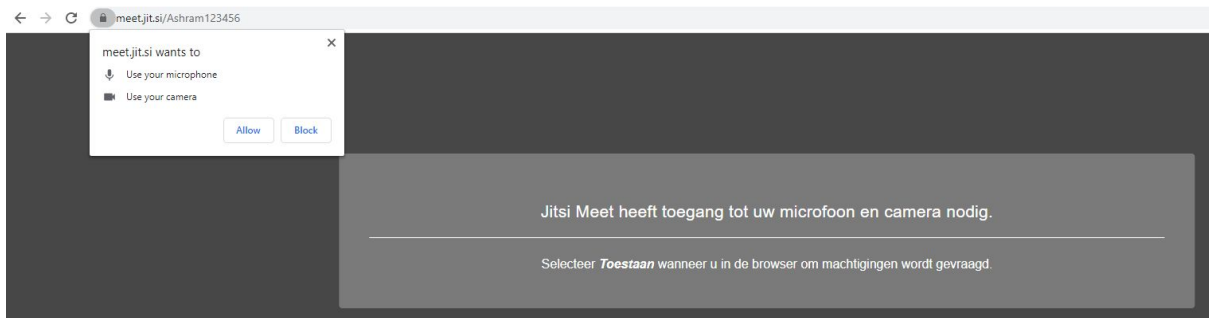 meet.jit.si/Ashram123456
meet.jit.si wants to
Use your microphone
Use your camera
Allow Block
Jitsi Meet heeft toegang tot uw microfoon en camera nodig.
Selecteer Toestaan wanneer u in de browser om machtigingen wordt gevraagd.